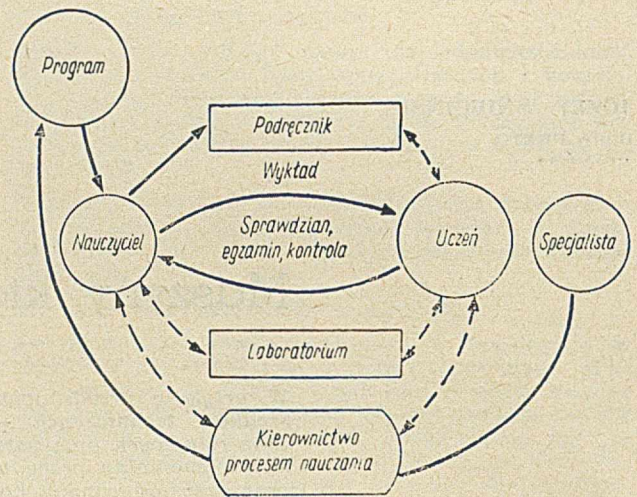 Program
Podręcznik
Wykład
Nauczyciel
Sprawdzian,
egzamin, kontrola
Uczeń
Specjalista
Laboratorium
Kierownictwo
procesem nauczania